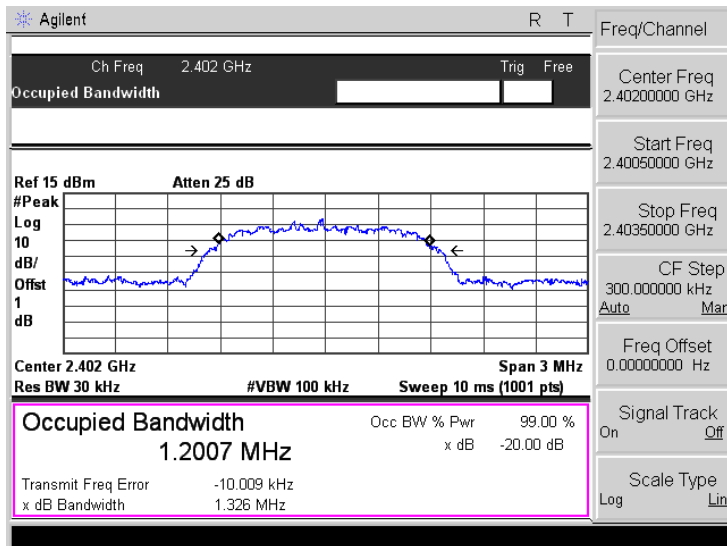 Agilent
R T
Ch Freq 2.402 GHz Trig Free
Occupied Bandwidth
Ref 15 dBm Atten 25 dB
#Peak
Log
10
dB/
Offst
1
dB
Center 2.402 GHz Span 3 MHz
Res BW 30 kHz #VBW 100 kHz Sweep 10 ms (1001 pts)
Occupied Bandwidth
1.2007 MHz
Occ BW % Pwr 99.00 %
x dB -20.00 dB
Transmit Freq Error -10.009 kHz
x dB Bandwidth 1.326 MHz
Freq/Channel
Center Freq
2.40200000 GHz
Start Freq
2.40050000 GHz
Stop Freq
2.40350000 GHz
CF Step
300.000000 kHz
Auto Mar
Freq Offset
0.00000000 Hz
Signal Track
On Off
Scale Type
Log Lin